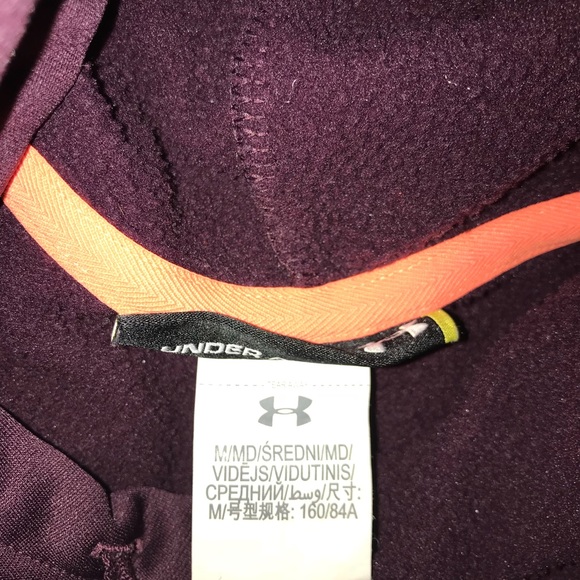 UNDER
M/MD/ŚREDNI/MD/
VIDĒJS/VIDUTINIS/
СРЕДНИЙ/وسط/尺寸:
M/号型规格: 160/84A